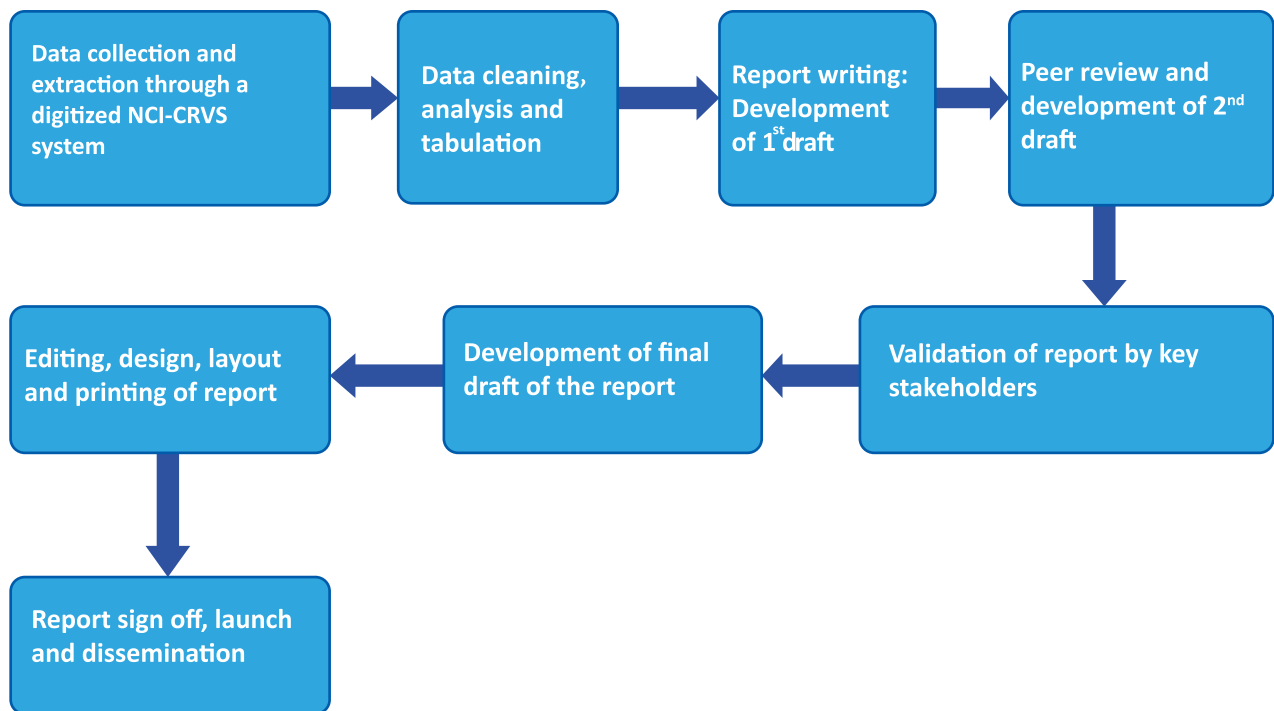 Data collection and
extraction through a
digitized NCI-CRVS
system
Data cleaning,
analysis and
tabulation
Report writing:
Development
of 1st draft
Peer review and
development of 2nd
draft
Validation of report by key
stakeholders
Development of final
draft of the report
Editing, design, layout
and printing of report
Report sign off, launch
and dissemination